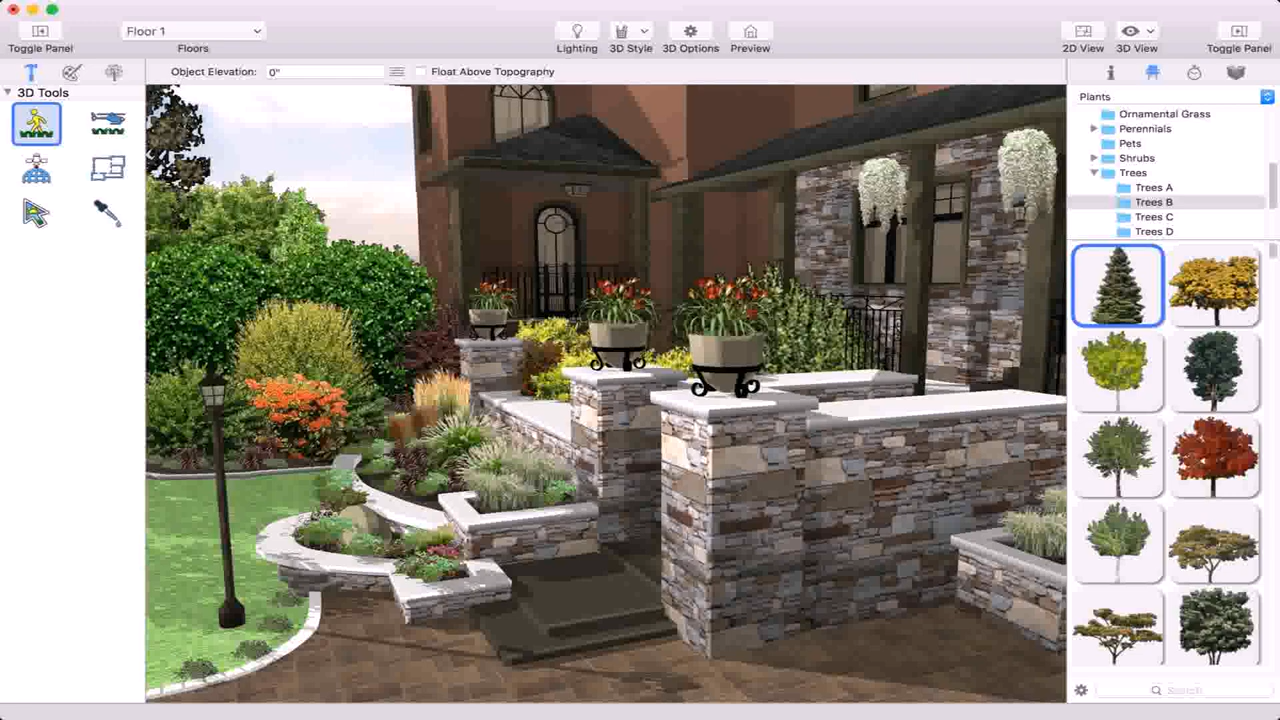 Floor 1
Toggle Panel
Floors
Lighting
3D Style
3D Options
Preview
2D View
3D View
Toggle Panel
Object Elevation:
0"
Float Above Topography
3D Tools
Plants
Ornamental Grass
Perennials
Pets
Shrubs
Trees
Trees A
Trees B
Trees C
Trees D
Search